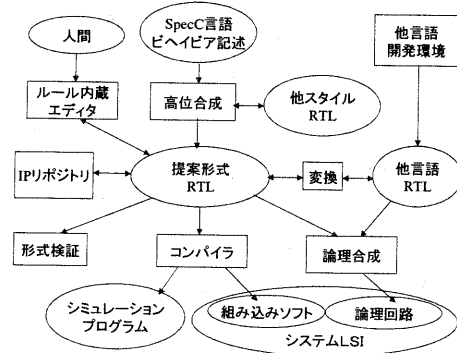 人間
SpecC言語
ビヘイビア記述
他言語
開発環境
ルール内蔵
エディタ
高位合成
他スタイル
RTL
IPリポジトリ
提案形式
RTL
変換
他言語
RTL
形式検証
コンパイラ
論理合成
シミュレーション
プログラム
組み込みソフト
論理回路
システムLSI